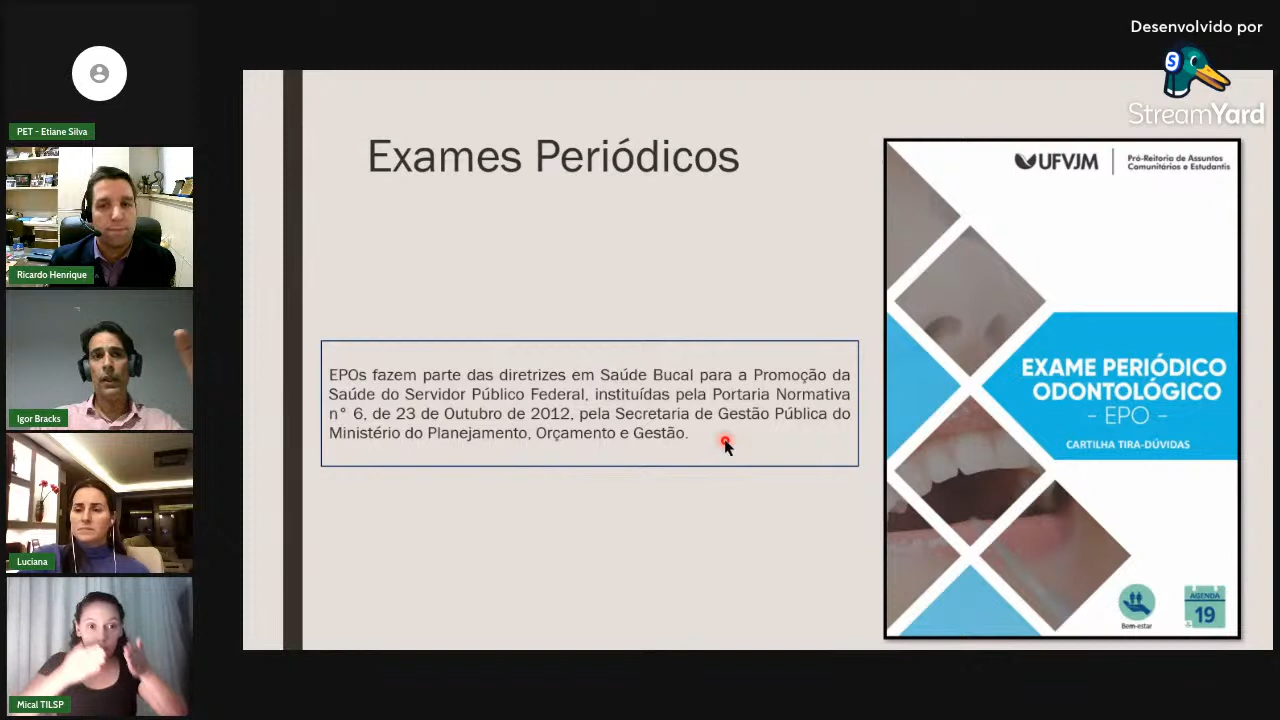 Desenvolvido por
StreamYard
PET - Etiane Silva
Ricardo Henrique
Igor Bracks
Luciana
Mical TILSP
Exames Periódicos
EPOs fazem parte das diretrizes em Saúde Bucal para a Promoção da
Saúde do Servidor Público Federal, instituídas pela Portaria Normativa
n° 6, de 23 de Outubro de 2012, pela Secretaria de Gestão Pública do
Ministério do Planejamento, Orçamento e Gestão.
UFVJM
Pró-Reitoria de Assuntos
Comunitários e Estudantis
EXAME PERIÓDICO
ODONTOLÓGICO
- EPO -
CARTILHA TIRA-DÚVIDAS
Bem-estar
AGENDA
19